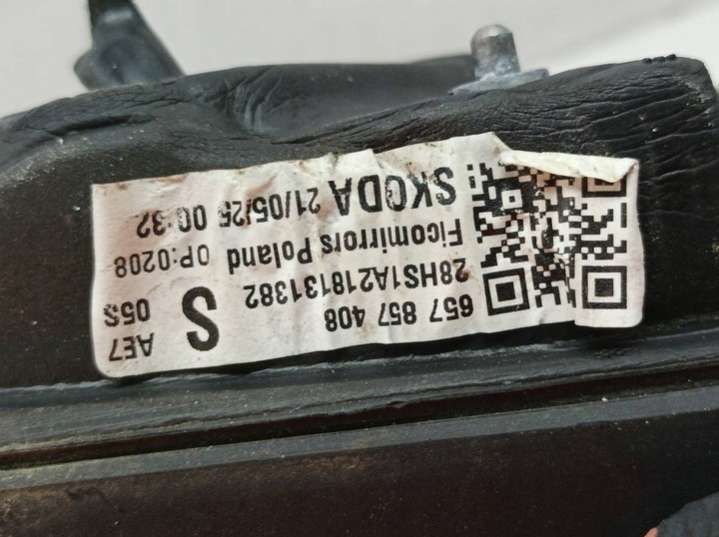 657 857 408
28HS1A218131382
Ficomirrors Poland OP:0208
SKODA 21/05/25 00:32
S
AE7
05S